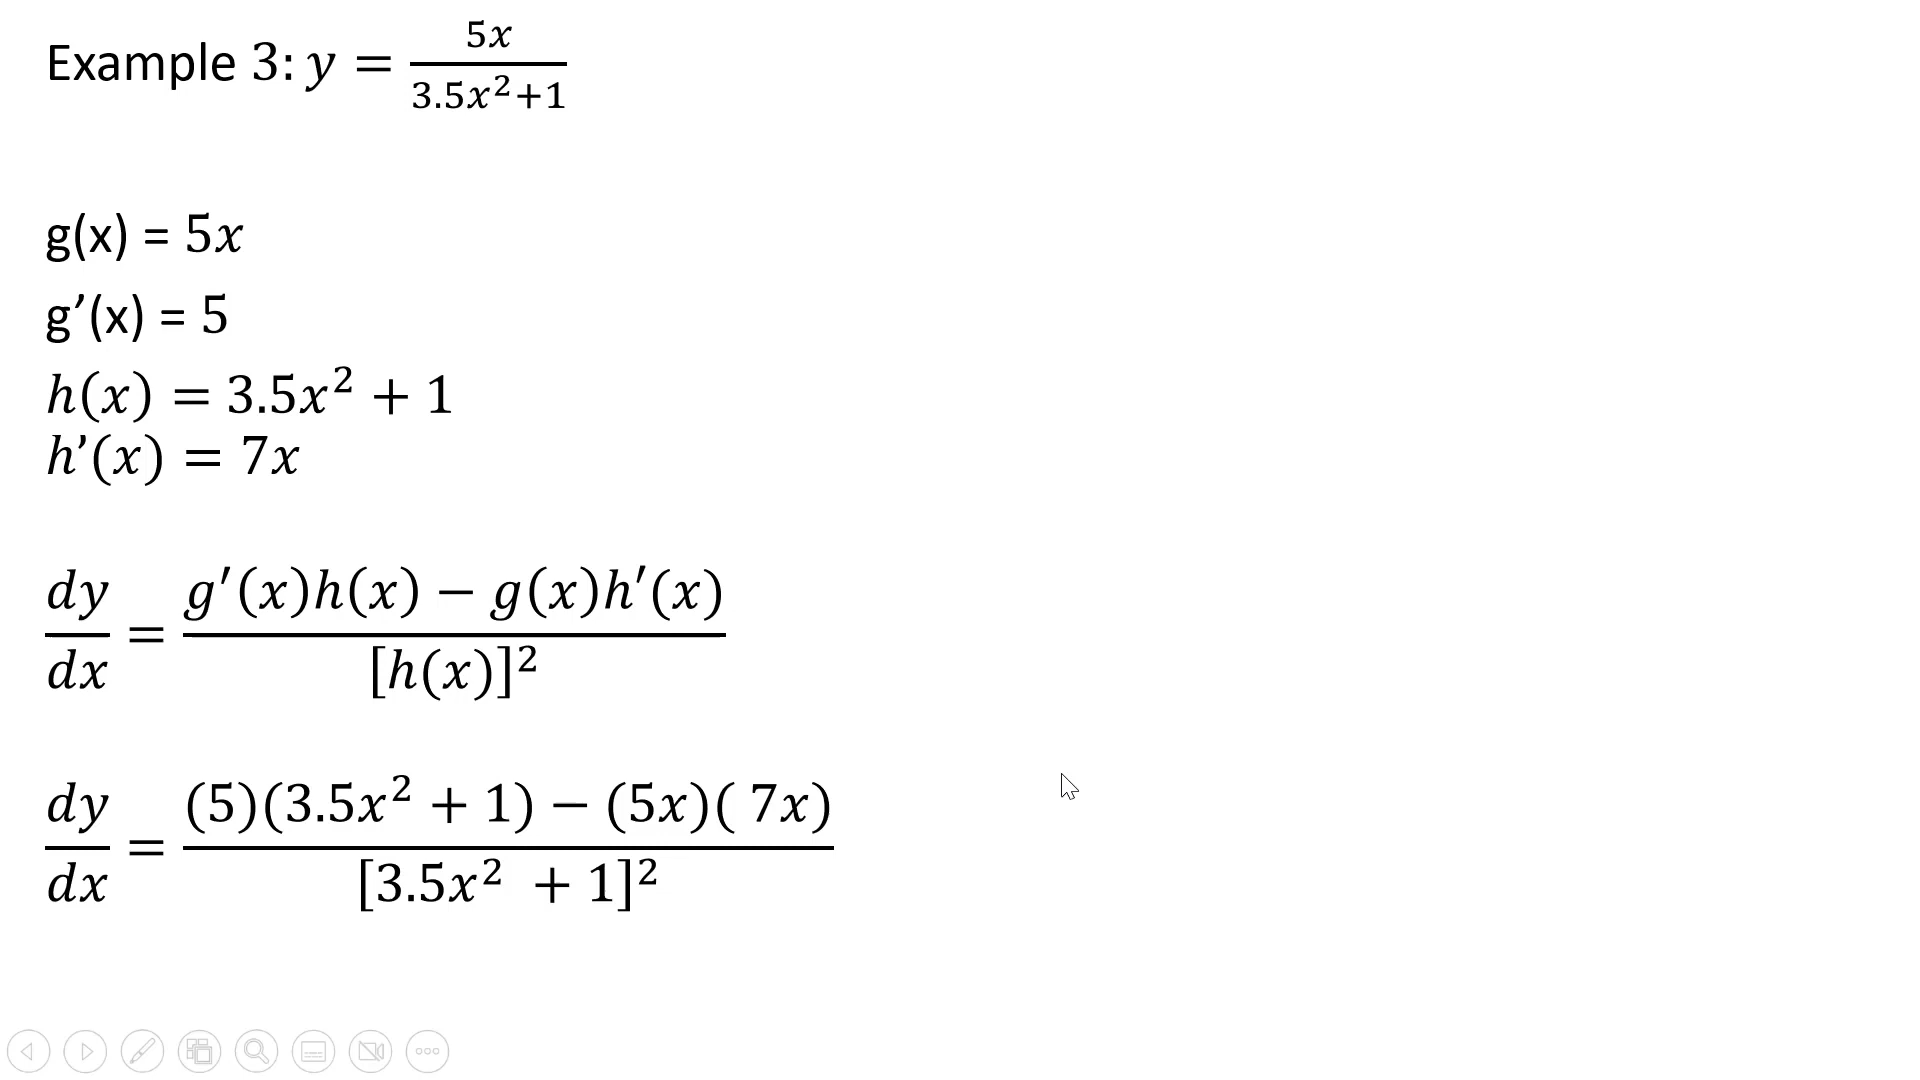 Example 3: y = 5x / 3.5x²+1
g(x) = 5x
g’(x) = 5
h(x) = 3.5x² + 1
h’(x) = 7x
dy/dx = g′(x)h(x) − g(x)h′(x) / [h(x)]²
dy/dx = (5)(3.5x² + 1) − (5x)( 7x) / [3.5x² + 1]²